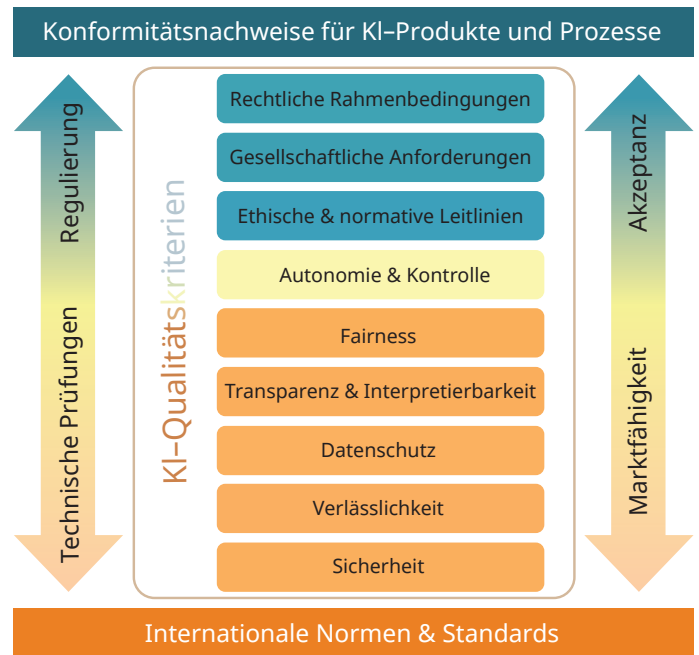 Konformitätsnachweise für KI–Produkte und Prozesse
Regulierung
Technische Prüfungen
KI–Qualitätskriterien
Rechtliche Rahmenbedingungen
Gesellschaftliche Anforderungen
Ethische & normative Leitlinien
Autonomie & Kontrolle
Fairness
Transparenz & Interpretierbarkeit
Datenschutz
Verlässlichkeit
Sicherheit
Akzeptanz
Marktfähigkeit
Internationale Normen & Standards